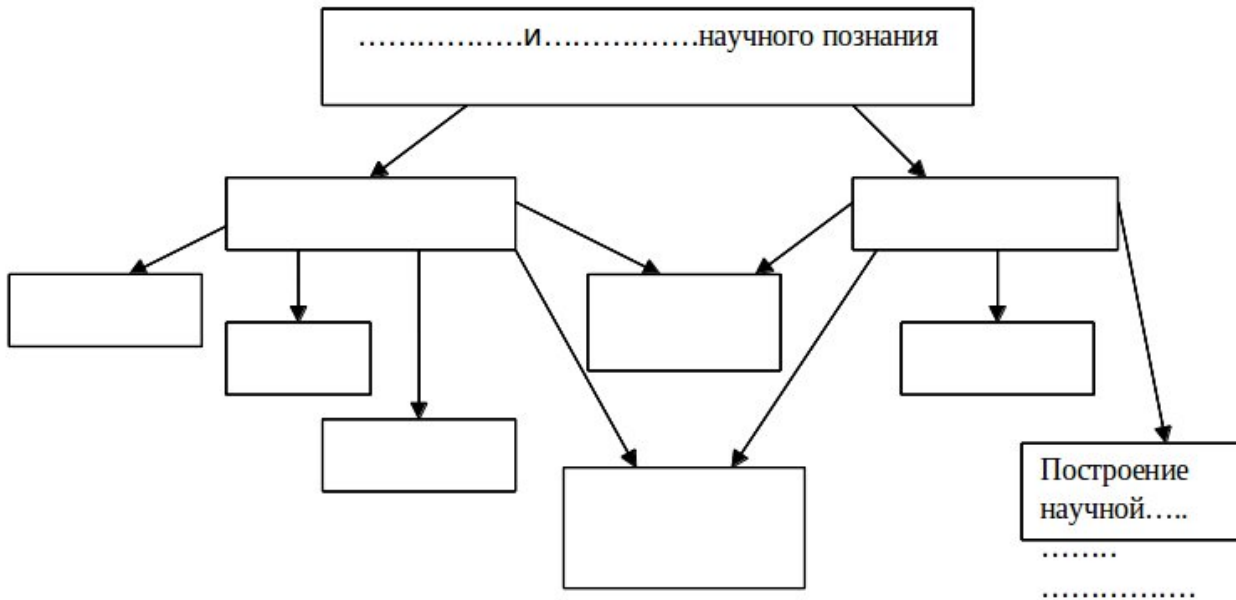 ………………и………………научного познания
Построение
научной…..
……..
…………….